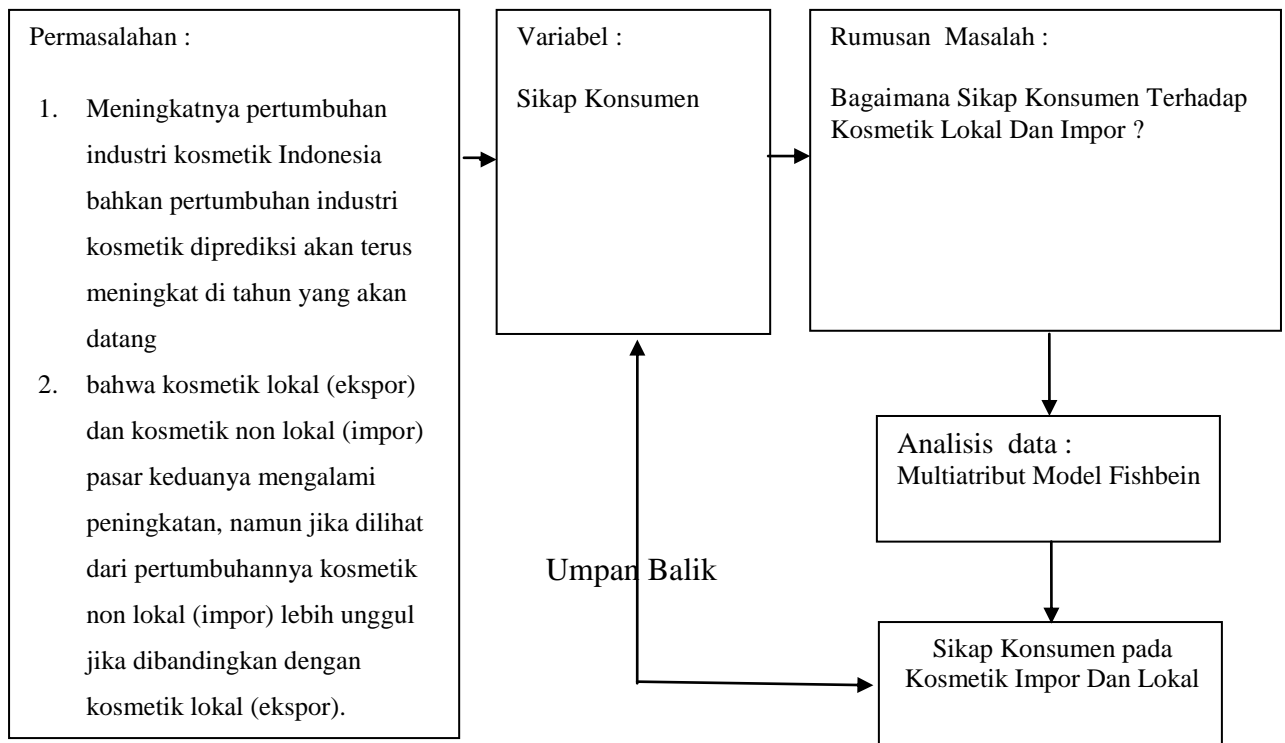 Permasalahan :
1. Meningkatnya pertumbuhan
industri kosmetik Indonesia
bahkan pertumbuhan industri
kosmetik diprediksi akan terus
meningkat di tahun yang akan
datang
2. bahwa kosmetik lokal (ekspor)
dan kosmetik non lokal (impor)
pasar keduanya mengalami
peningkatan, namun jika dilihat
dari pertumbuhannya kosmetik
non lokal (impor) lebih unggul
jika dibandingkan dengan
kosmetik lokal (ekspor).
Variabel :
Sikap Konsumen
Rumusan Masalah :
Bagaimana Sikap Konsumen Terhadap
Kosmetik Lokal Dan Impor ?
Analisis data :
Multiatribut Model Fishbein
Umpan Balik
Sikap Konsumen pada
Kosmetik Impor Dan Lokal